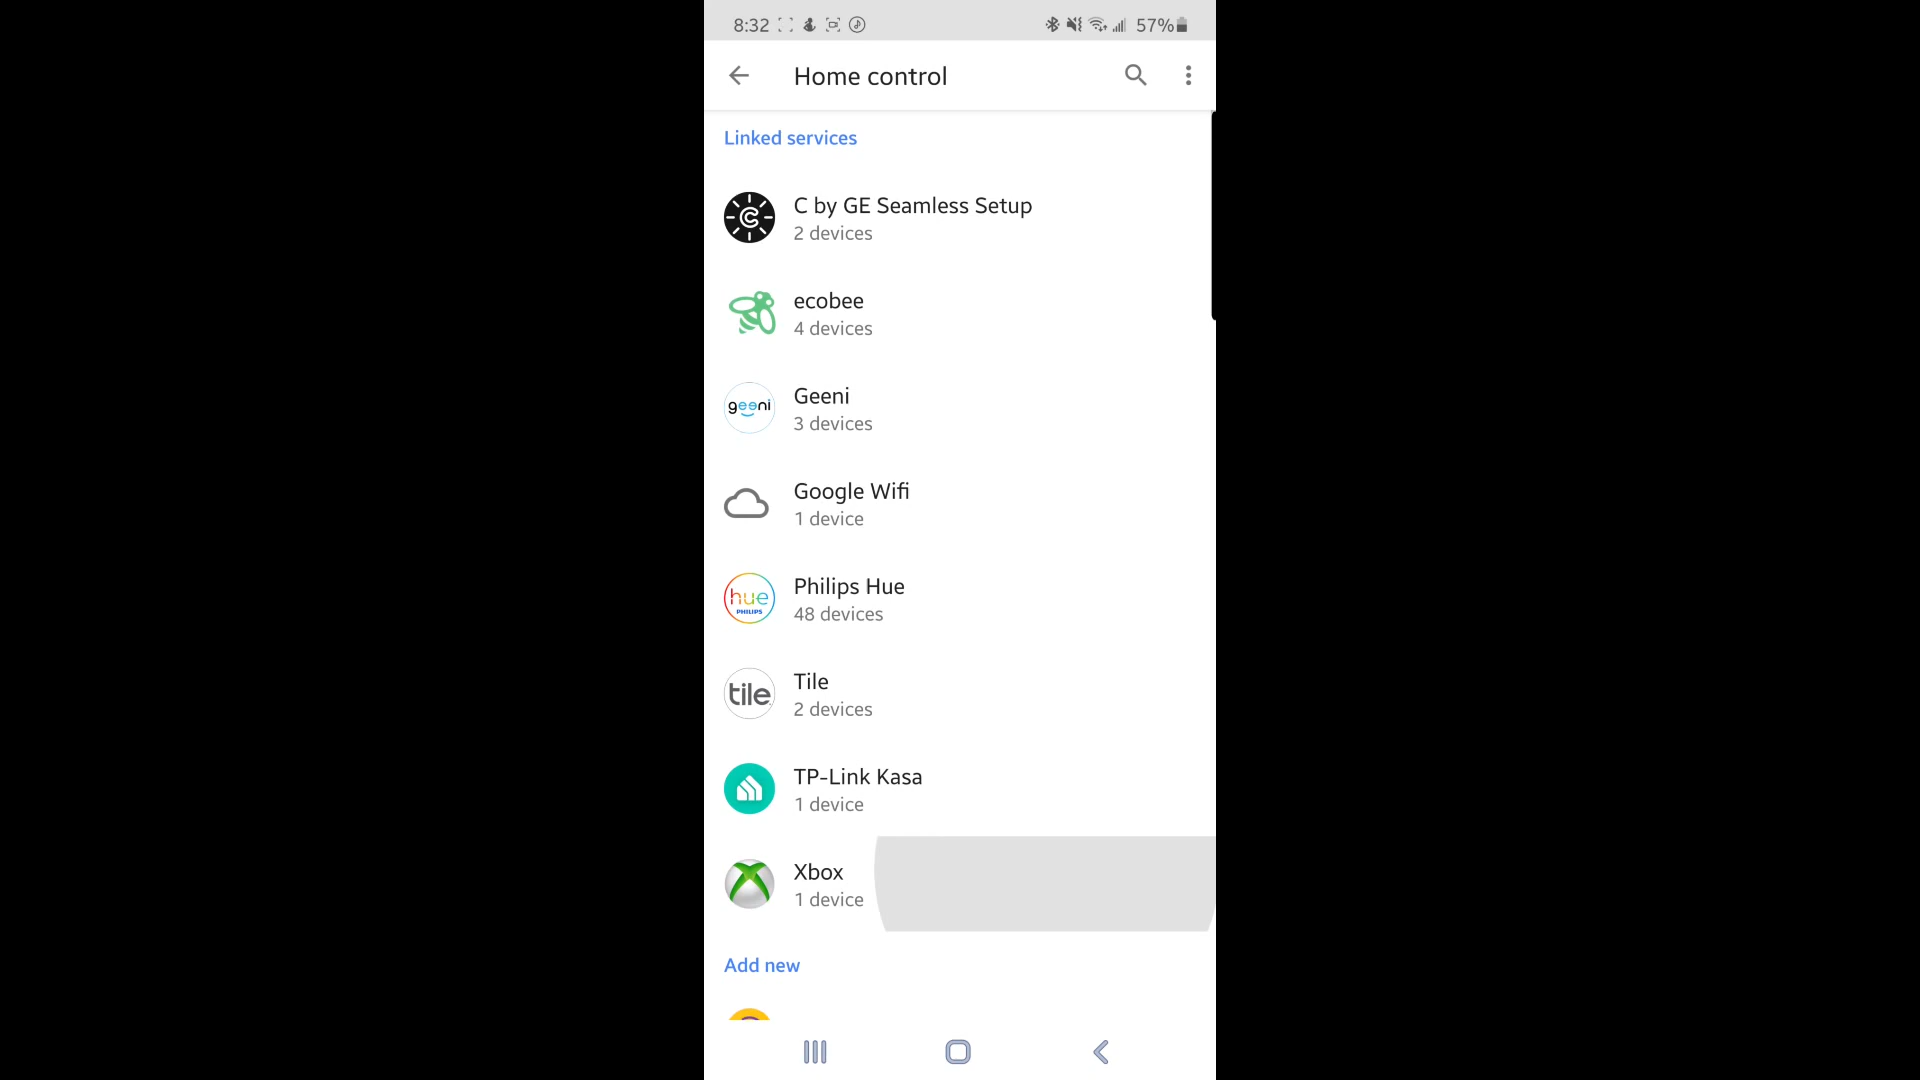 8:32 57%
Home control
Linked services
C by GE Seamless Setup
2 devices
ecobee
4 devices
geeni
Geeni
3 devices
Google Wifi
1 device
hue
PHILIPS
Philips Hue
48 devices
tile
Tile
2 devices
TP-Link Kasa
1 device
Xbox
1 device
Add new